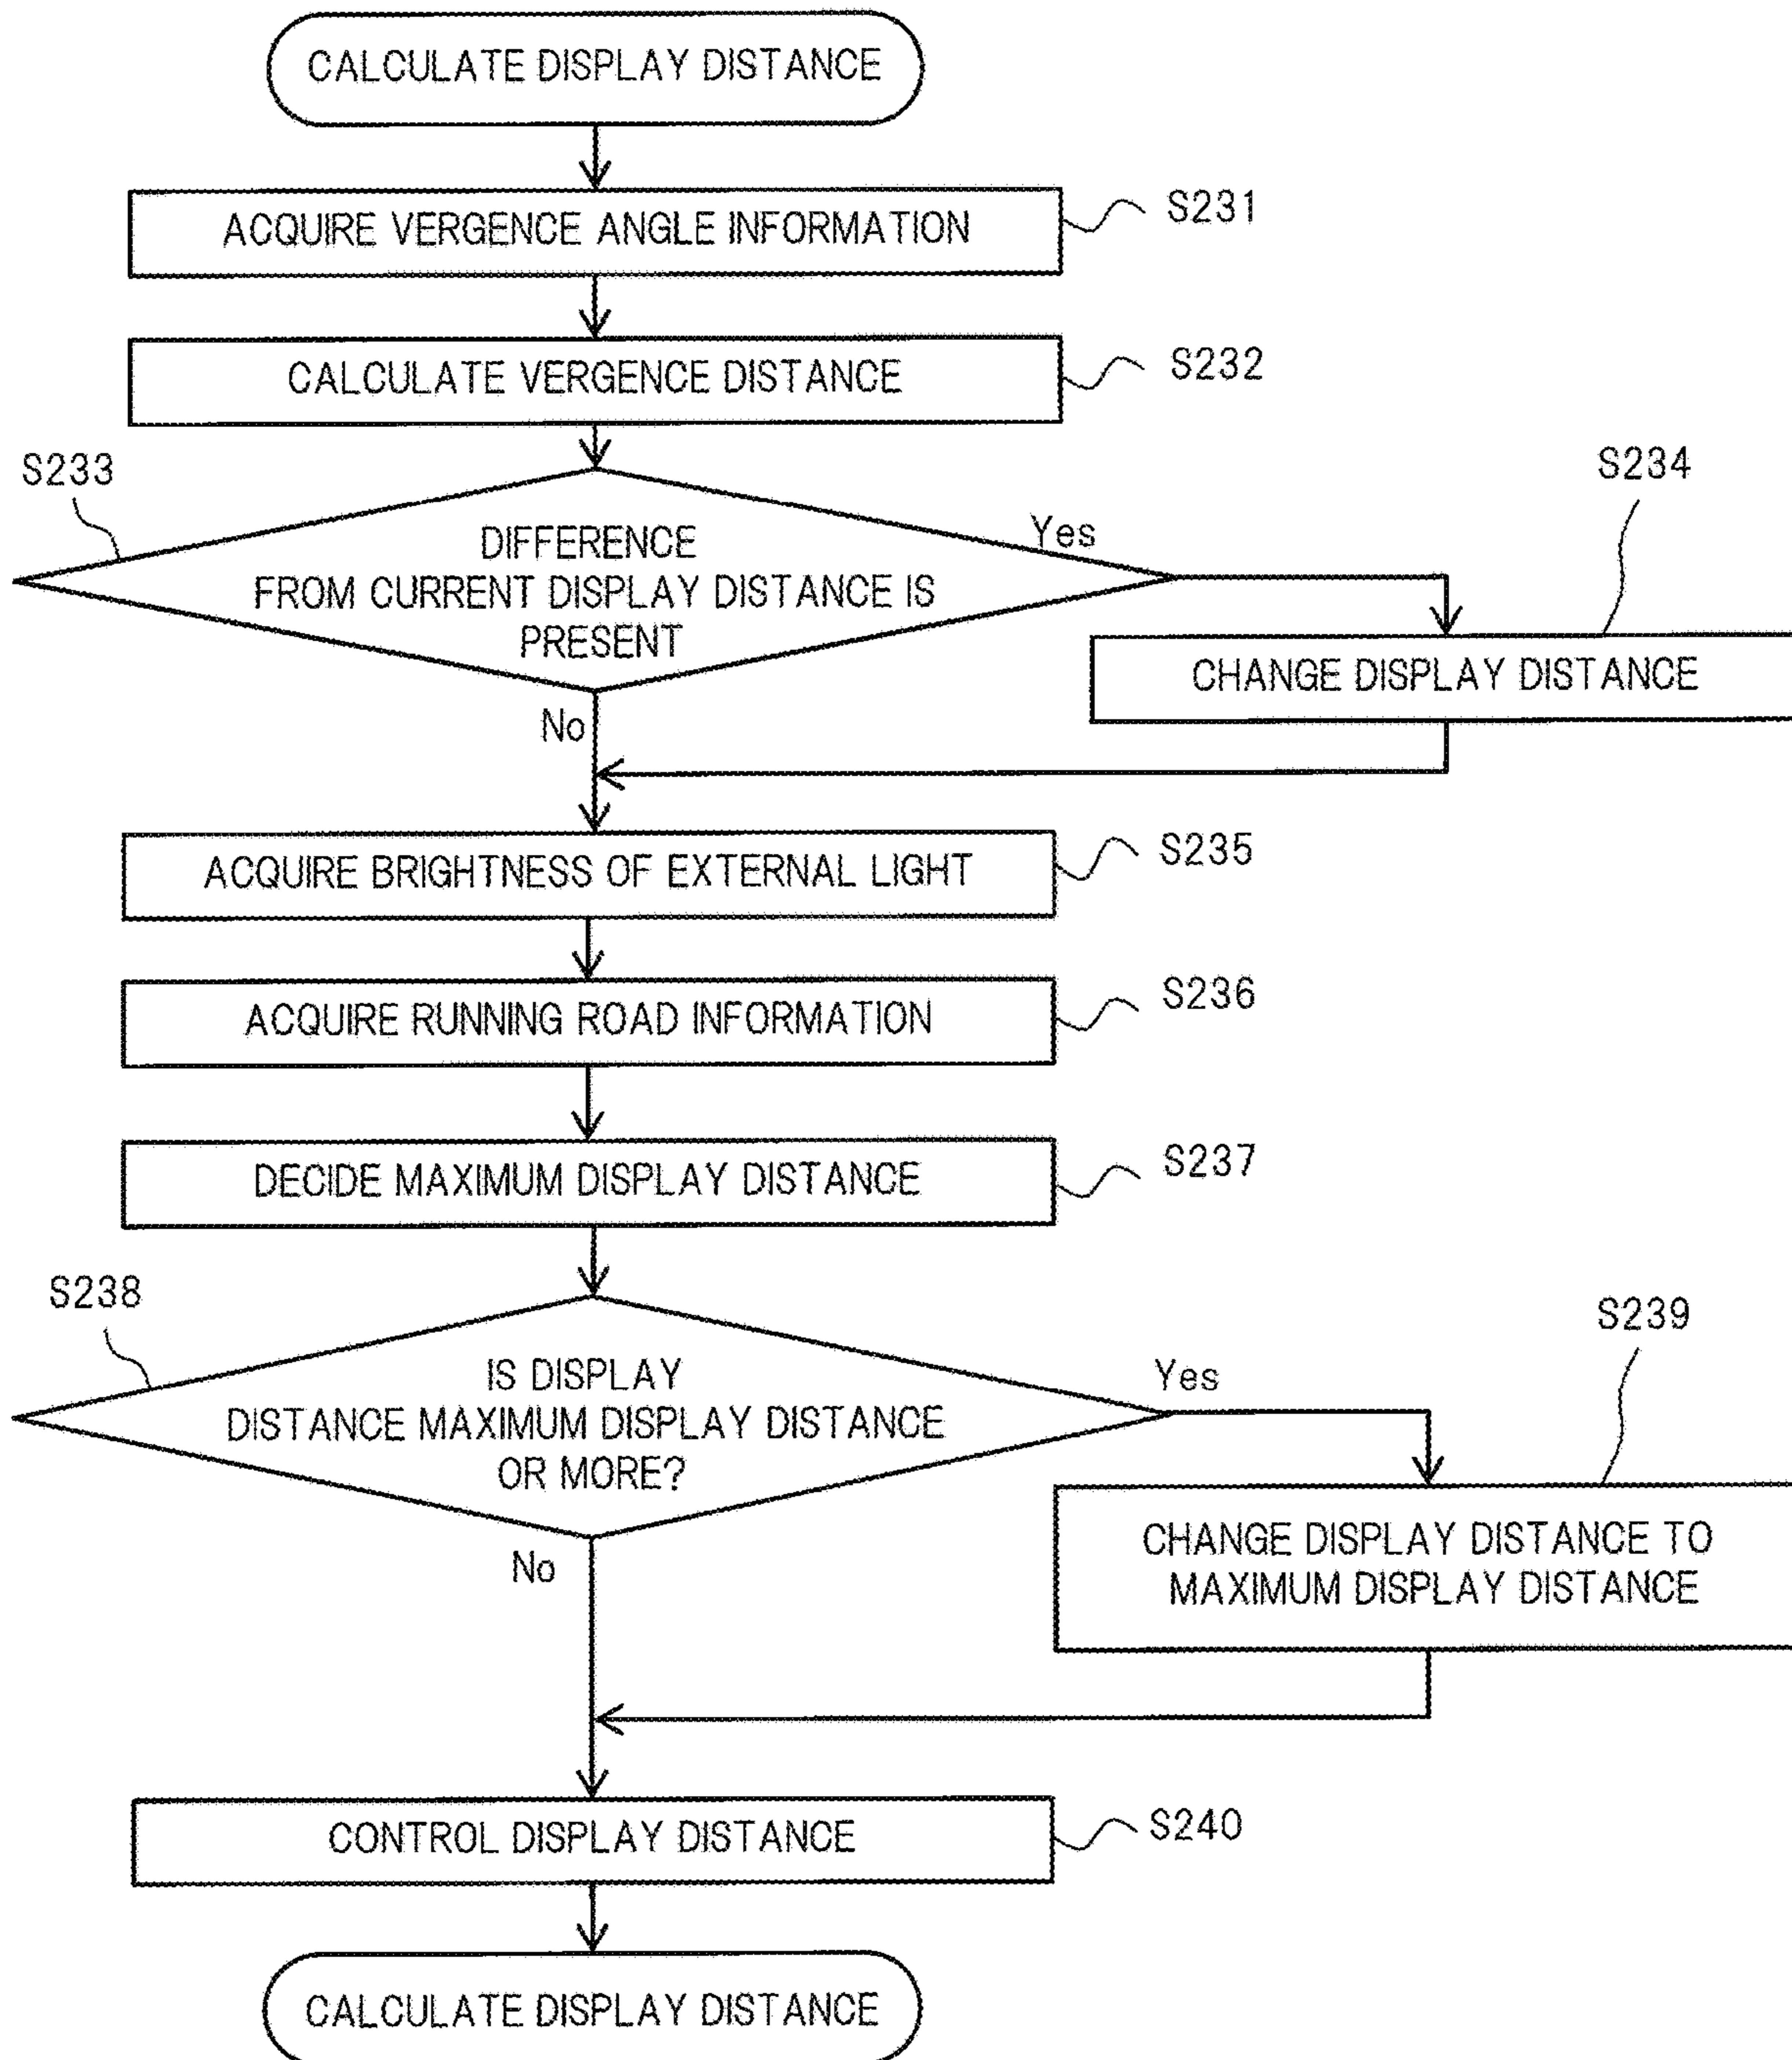 CALCULATE DISPLAY DISTANCE
ACQUIRE VERGENCE ANGLE INFORMATION
S231
CALCULATE VERGENCE DISTANCE
S232
S233
DIFFERENCE
FROM CURRENT DISPLAY DISTANCE IS
PRESENT
Yes
S234
CHANGE DISPLAY DISTANCE
No
ACQUIRE BRIGHTNESS OF EXTERNAL LIGHT
S235
ACQUIRE RUNNING ROAD INFORMATION
S236
DECIDE MAXIMUM DISPLAY DISTANCE
S237
S238
IS DISPLAY
DISTANCE MAXIMUM DISPLAY DISTANCE
OR MORE?
Yes
S239
CHANGE DISPLAY DISTANCE TO
MAXIMUM DISPLAY DISTANCE
No
CONTROL DISPLAY DISTANCE
S240
CALCULATE DISPLAY DISTANCE